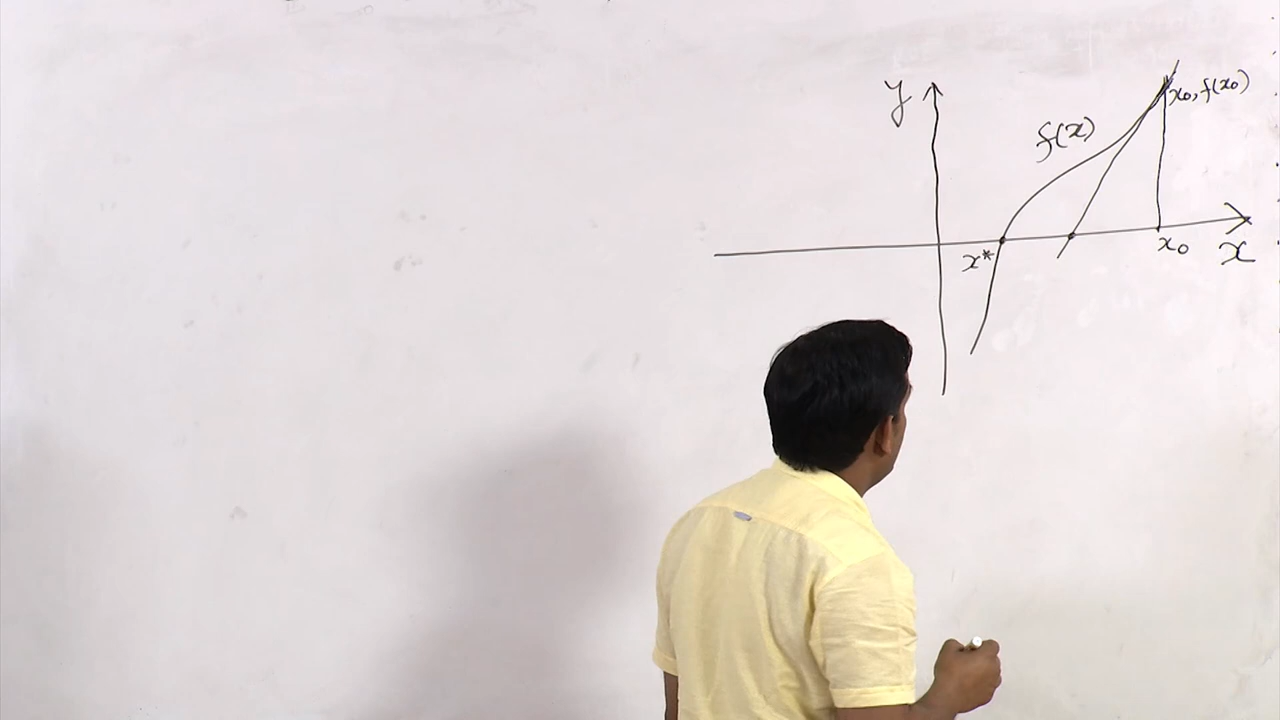 y
x₀, f(x₀)
f(x)
x*
x₀
x